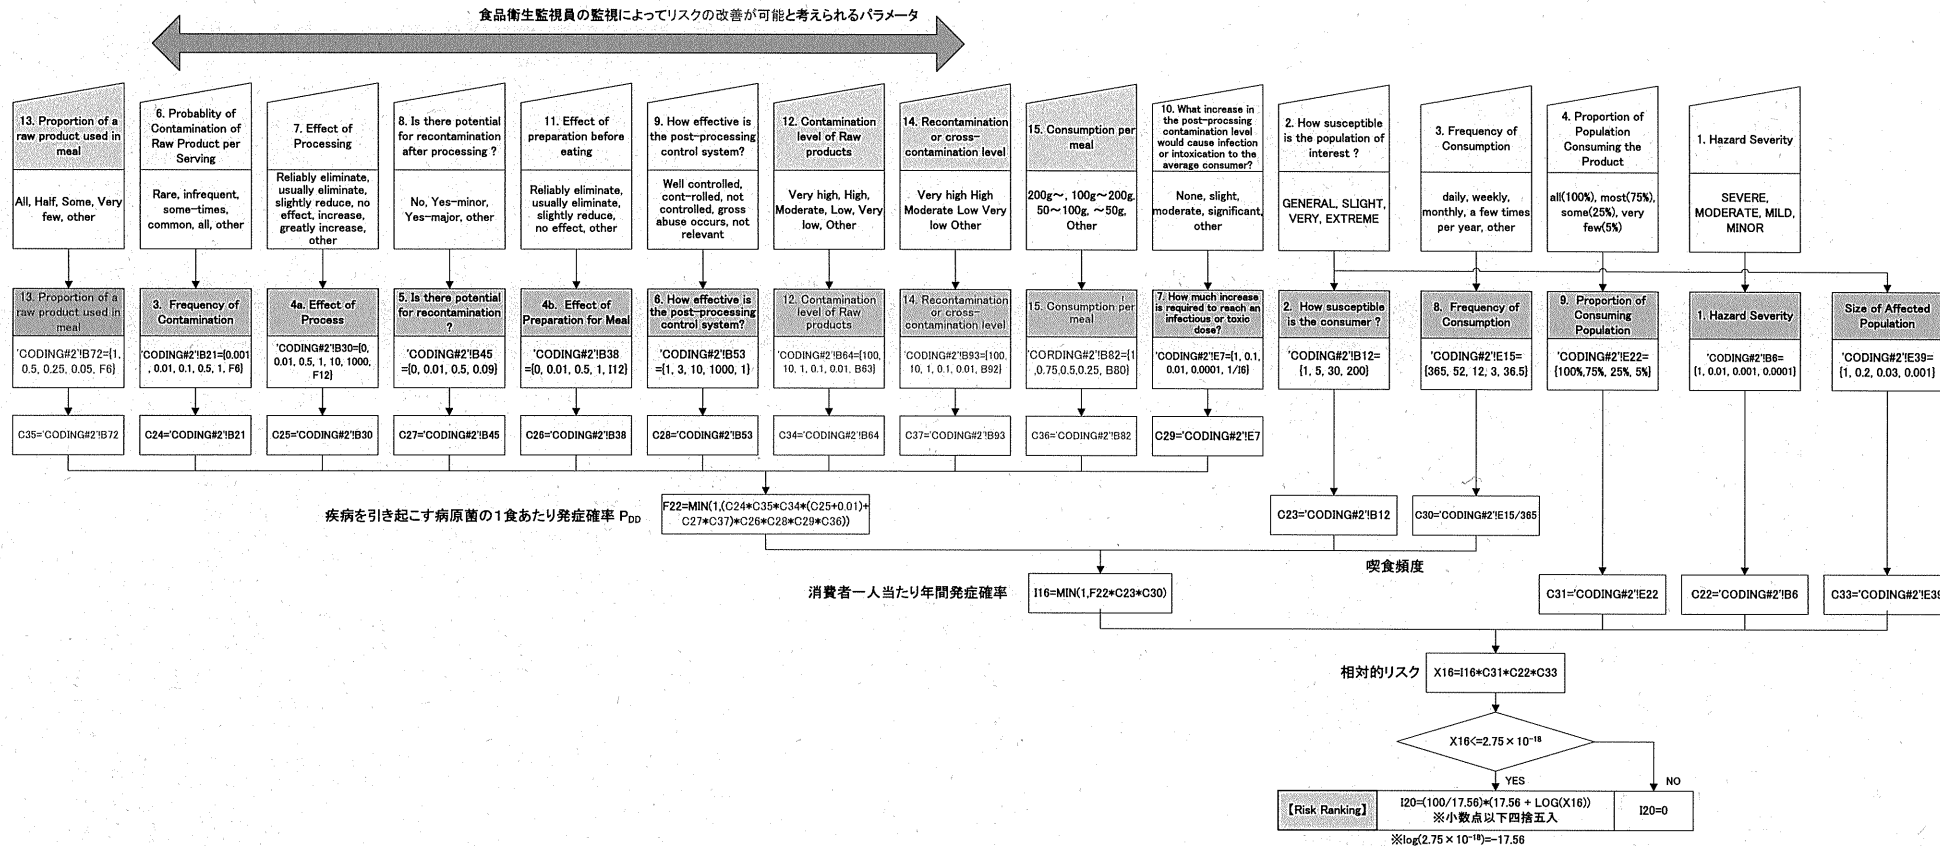 食品衛生監視員の監視によってリスクの改善が可能と考えられるパラメータ
13. Proportion of a
raw product used in
meal
All, Half, Some, Very
few, other
6. Probablity of
Contamination of
Raw Product per
Serving
Rare, infrequent,
some-times,
common, all, other
7. Effect of
Processing
Reliably eliminate,
usually eliminate,
slightly reduce, no
effect, increase,
greatly increase,
other
8. Is there potential
for recontamination
after processing ?
No, Yes-minor,
Yes-major, other
11. Effect of
preparation before
eating
Reliably eliminate,
usually eliminate,
slightly reduce,
no effect, other
9. How effective is
the post-processing
control system?
Well controlled,
cont-rolled, not
controlled, gross
abuse occurs, not
relevant
12. Contamination
level of Raw
products
Very high, High,
Moderate, Low, Very
low, Other
14. Recontamination
or cross-
contamination level
Very high High
Moderate Low Very
low Other
15. Consumption per
meal
200g～, 100g～200g,
50～100g, ～50g,
Other
10. What increase in
the post-procssing
contamination level
would cause infection
or intoxication to the
average consumer?
None, slight,
moderate, significant,
other
2. How susceptible
is the population of
interest ?
GENERAL, SLIGHT,
VERY, EXTREME
3. Frequency of
Consumption
daily, weekly,
monthly, a few times
per year, other
4. Proportion of
Population
Consuming the
Product
all(100%), most(75%),
some(25%), very
few(5%)
1. Hazard Severity
SEVERE,
MODERATE, MILD,
MINOR
13. Proportion of a
raw product used in
meal
'CODING#2'!B72={1,
0.5, 0.25, 0.05, F6}
3. Frequency of
Contamination
'CODING#2'!B21={0.001
, 0.01, 0.1, 0.5, 1, F6}
4a. Effect of
Process
'CODING#2'!B30={0,
0.01, 0.5, 1, 10, 1000,
F12}
5. Is there potential
for recontamination
?
'CODING#2'!B45
={0, 0.01, 0.5, 0.09}
4b. Effect of
Preparation for Meal
'CODING#2'!B38
={0, 0.01, 0.5, 1, I12}
6. How effective is
the post-processing
control system?
'CODING#2'!B53
={1, 3, 10, 1000, 1}
12. Contamination
level of Raw
products
'CODING#2'!B64={100,
10, 1, 0.1, 0.01, B63}
14. Recontamination
or cross-
contamination level
'CODING#2'!B93={100,
10, 1, 0.1, 0.01, B92}
15. Consumption per
meal
'CORDING#2'!B82={1
,0.75,0.5,0.25, B80}
7. How much increase
is required to reach an
infectious or toxic
dose?
'CODING#2'!E7={1, 0.1,
0.01, 0.0001, 1/I6}
2. How susceptible
is the consumer ?
'CODING#2'!B12=
{1, 5, 30, 200}
8. Frequency of
Consumption
'CODING#2'!E15=
{365, 52, 12, 3, 36.5}
9. Proportion of
Consuming
Population
'CODING#2'!E22=
{100%,75%, 25%, 5%}
1. Hazard Severity
'CODING#2'!B6=
{1, 0.01, 0.001, 0.0001}
Size of Affected
Population
'CODING#2'!E39=
{1, 0.2, 0.03, 0.001}
C35='CODING#2'!B72
C24='CODING#2'!B21
C25='CODING#2'!B30
C27='CODING#2'!B45
C26='CODING#2'!B38
C28='CODING#2'!B53
C34='CODING#2'!B64
C37='CODING#2'!B93
C36='CODING#2'!B82
C29='CODING#2'!E7
疾病を引き起こす病原菌の1食あたり発症確率 PDD
F22=MIN(1,(C24*C35*C34*(C25+0.01)+
C27*C37)*C26*C28*C29*C36))
C23='CODING#2'!B12
C30='CODING#2'!E15/365
喫食頻度
消費者一人当たり年間発症確率
I16=MIN(1,F22*C23*C30)
C31='CODING#2'!E22
C22='CODING#2'!B6
C33='CODING#2'!E39
相対的リスク
X16=I16*C31*C22*C33
X16<=2.75×10⁻¹⁸
YES
NO
【Risk Ranking】
I20=(100/17.56)*(17.56 + LOG(X16))
※小数点以下四捨五入
I20=0
※log(2.75×10⁻¹⁸)=-17.56